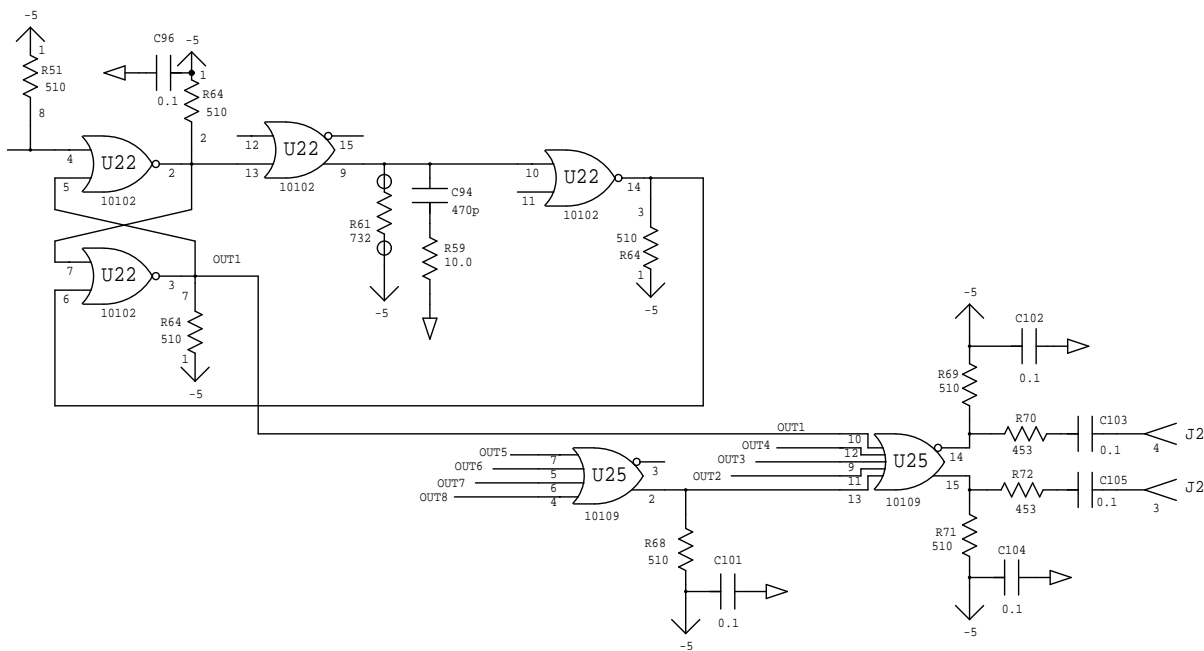 -5
1
R51
510
8
C96
0.1
-5
1
R64
510
2
4
5
U22
2
10102
12
13
U22
15
9
10102
R61
732
-5
C94
470p
R59
10.0
10
11
U22
14
10102
3
510
R64
1
-5
7
6
U22
3
10102
OUT1
7
R64
510
1
-5
-5
C102
0.1
R69
510
OUT1
10
OUT4
12
OUT3
9
OUT2
11
13
U25
14
15
10109
R70
453
C103
0.1
4
J2
R72
453
C105
0.1
3
J2
OUT5
7
OUT6
5
OUT7
6
OUT8
4
U25
3
2
10109
R68
510
C101
0.1
-5
R71
510
C104
0.1
-5